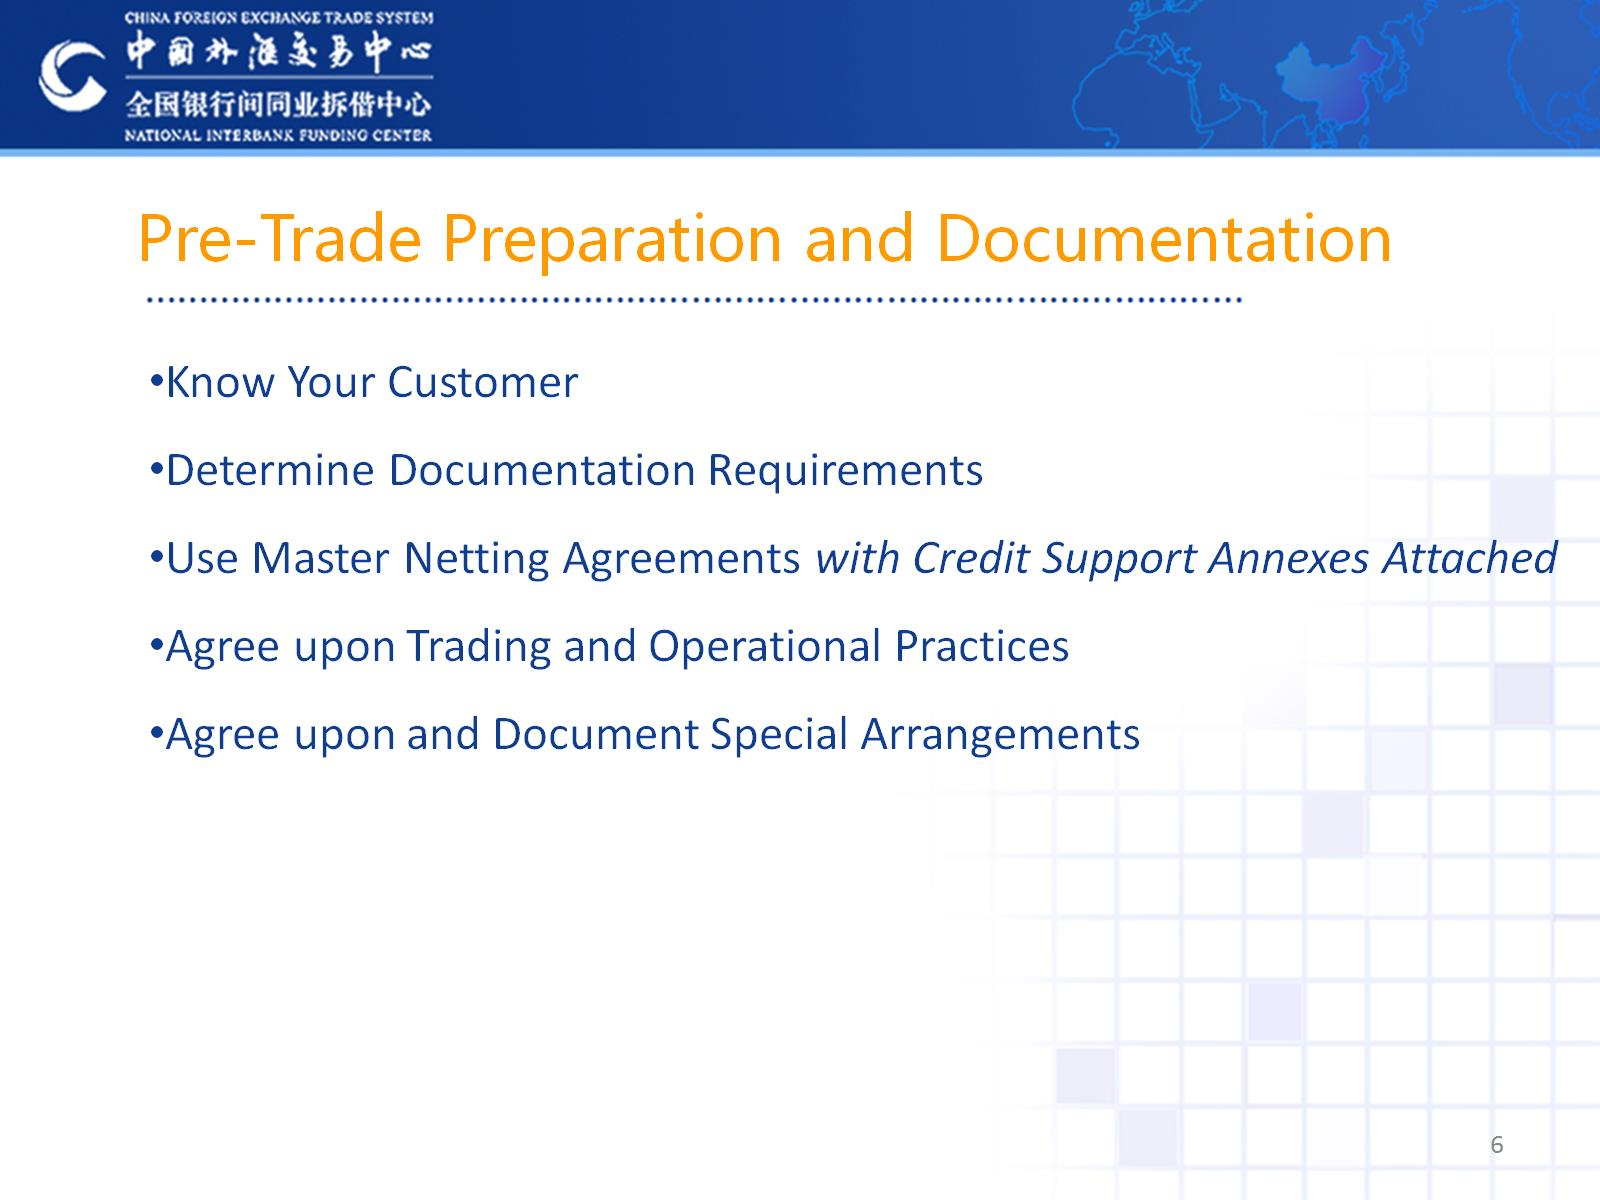 CHINA FOREIGN EXCHANGE TRADE SYSTEM
中国外汇交易中心
全国银行间同业拆借中心
NATIONAL INTERBANK FUNDING CENTER
Pre-Trade Preparation and Documentation
•Know Your Customer
•Determine Documentation Requirements
•Use Master Netting Agreements with Credit Support Annexes Attached
•Agree upon Trading and Operational Practices
•Agree upon and Document Special Arrangements
6